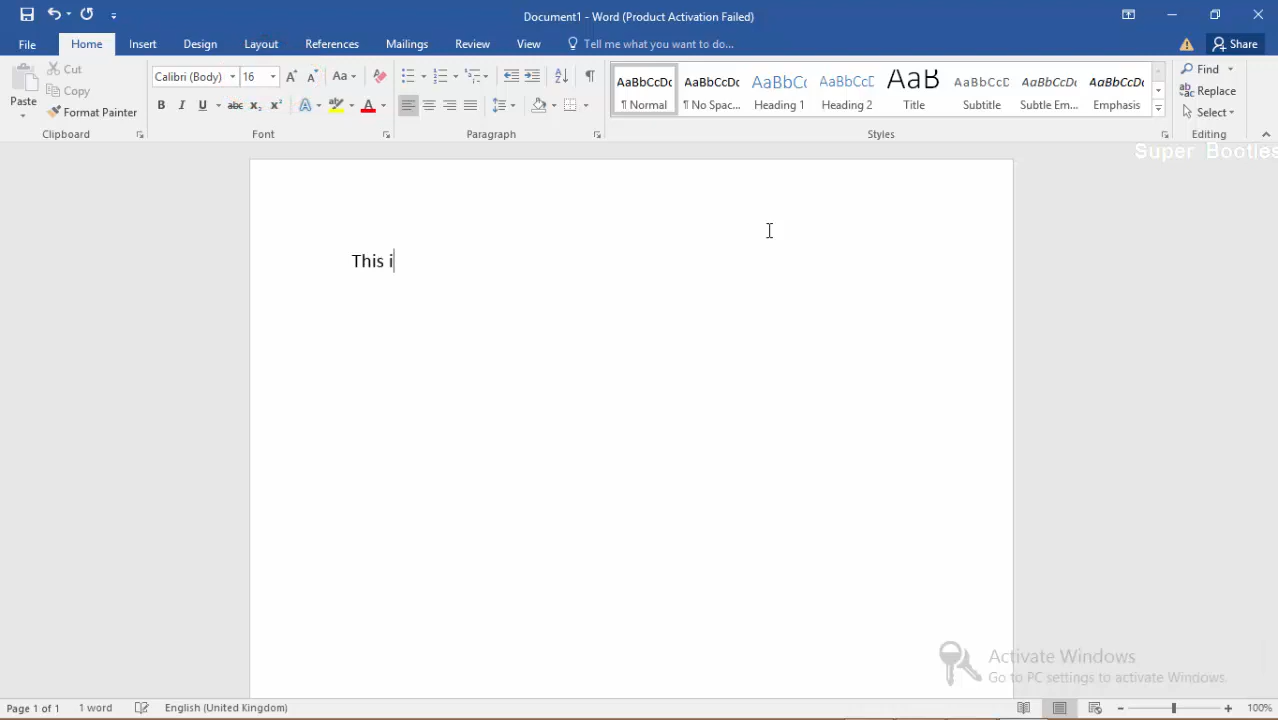 Document1 - Word (Product Activation Failed)
File Home Insert Design Layout References Mailings Review View Tell me what you want to do... Share
Paste
Cut
Copy
Format Painter
Clipboard
Calibri (Body) 16
Font
Paragraph
AaBbCcDc AaBbCcDc AaBbCc AaBbCcC AaB AaBbCcD AaBbCcDc AaBbCcDc
¶ Normal ¶ No Spac... Heading 1 Heading 2 Title Subtitle Subtle Em... Emphasis
Styles
Find
Replace
Select
Editing
Super Bootles
This i
Activate Windows
Go to PC settings to activate Windows.
Page 1 of 1 1 word English (United Kingdom) 100%